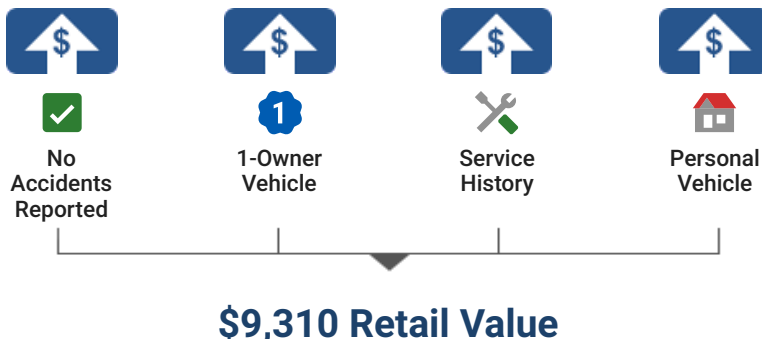 $ $ $ $
1
No
Accidents
Reported
1-Owner
Vehicle
Service
History
Personal
Vehicle
$9,310 Retail Value